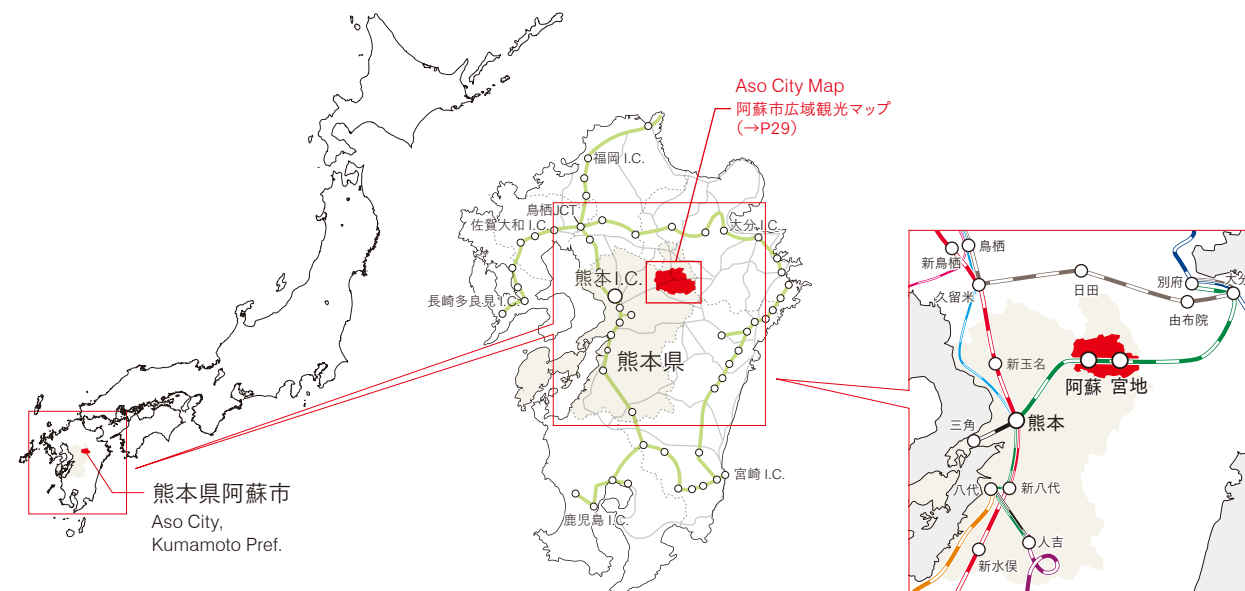 Aso City Map
阿蘇市広域観光マップ
(→P29)
福岡 I.C.
鳥栖JCT
佐賀大和 I.C.
大分 I.C.
熊本 I.C.
長崎多良見 I.C.
熊本県
宮崎 I.C.
鹿児島 I.C.
熊本県阿蘇市
Aso City,
Kumamoto Pref.
鳥栖
新鳥栖
久留米
日田
別府
大分
由布院
新玉名
阿蘇 宮地
熊本
三角
八代
新八代
人吉
新水俣